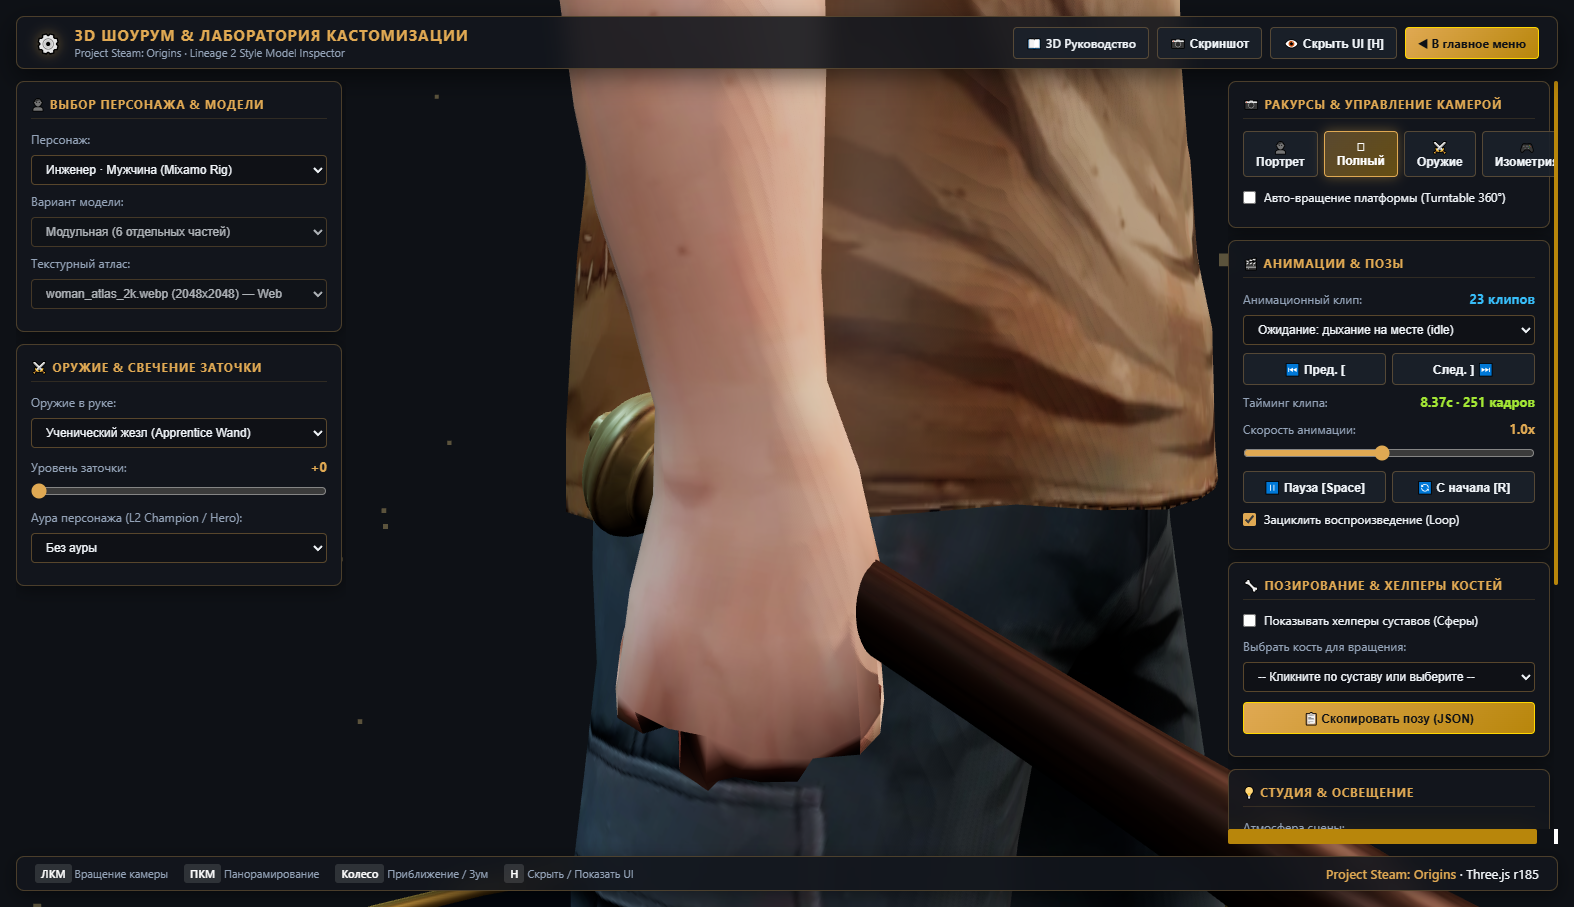 3D ШОУРУМ & ЛАБОРАТОРИЯ КАСТОМИЗАЦИИ
Project Steam: Origins · Lineage 2 Style Model Inspector
3D Руководство
Скриншот
Скрыть UI [H]
◀ В главное меню
ВЫБОР ПЕРСОНАЖА & МОДЕЛИ
Персонаж:
Инженер · Мужчина (Mixamo Rig)
Вариант модели:
Модульная (6 отдельных частей)
Текстурный атлас:
woman_atlas_2k.webp (2048x2048) — Web
ОРУЖИЕ & СВЕЧЕНИЕ ЗАТОЧКИ
Оружие в руке:
Ученический жезл (Apprentice Wand)
Уровень заточки: +0
Аура персонажа (L2 Champion / Hero):
Без ауры
РАКУРСЫ & УПРАВЛЕНИЕ КАМЕРОЙ
Портрет
Полный
Оружие
Изометрия
Авто-вращение платформы (Turntable 360°)
АНИМАЦИИ & ПОЗЫ
Анимационный клип: 23 клипов
Ожидание: дыхание на месте (idle)
Пред. [
След. ]
Тайминг клипа: 8.37с · 251 кадров
Скорость анимации: 1.0x
Пауза [Space]
С начала [R]
Зациклить воспроизведение (Loop)
ПОЗИРОВАНИЕ & ХЕЛПЕРЫ КОСТЕЙ
Показывать хелперы суставов (Сферы)
Выбрать кость для вращения:
-- Кликните по суставу или выберите --
Скопировать позу (JSON)
СТУДИЯ & ОСВЕЩЕНИЕ
Атмосфера сцены:
ЛКМ Вращение камеры ПКМ Панорамирование Колесо Приближение / Зум H Скрыть / Показать UI
Project Steam: Origins · Three.js r185